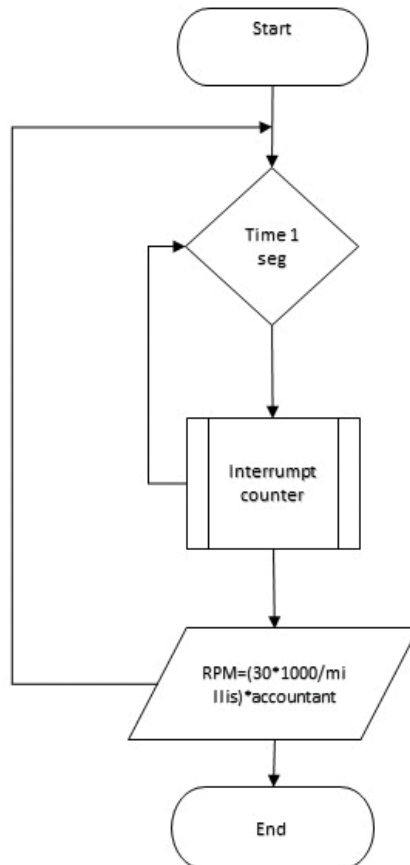 Start
Time 1
seg
Interrumpt
counter
RPM=(30*1000/mi
llis)*accountant
End